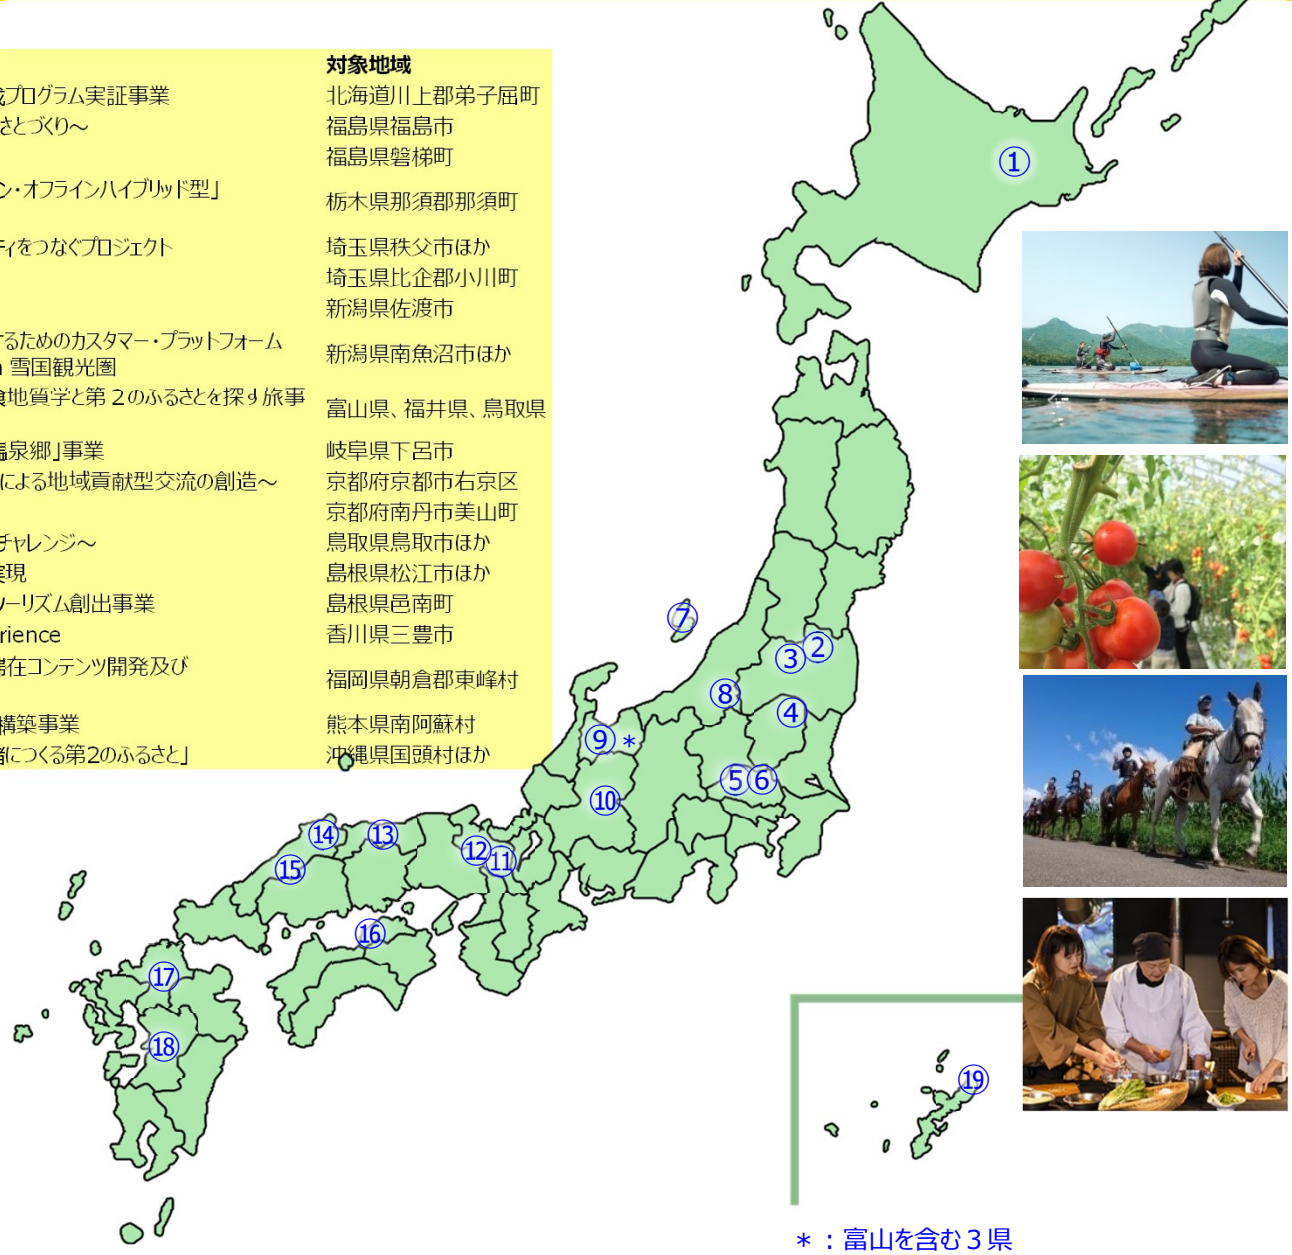 対象地域
プログラム実証事業 北海道川上郡弟子屈町
さとづくり～ 福島県福島市
福島県磐梯町
ン・オフラインハイブリッド型」
栃木県那須郡那須町
ティをつなぐプロジェクト 埼玉県秩父市ほか
埼玉県比企郡小川町
新潟県佐渡市
するためのカスタマー・プラットフォーム
雪国観光圏
新潟県南魚沼市ほか
食地質学と第２のふるさとを探す旅事
富山県、福井県、鳥取県
温泉郷」事業 岐阜県下呂市
による地域貢献型交流の創造～ 京都府京都市右京区
京都府南丹市美山町
チャレンジ～ 鳥取県鳥取市ほか
実現 島根県松江市ほか
ツーリズム創出事業 島根県邑南町
rience 香川県三豊市
滞在コンテンツ開発及び
福岡県朝倉郡東峰村
構築事業 熊本県南阿蘇村
緒につくる第2のふるさと」 沖縄県国頭村ほか
①
⑦
②
③
⑧
④
⑨＊
⑤⑥
⑩
⑭
⑬
⑫
⑪
⑮
⑯
⑰
⑱
⑲
＊：富山を含む３県